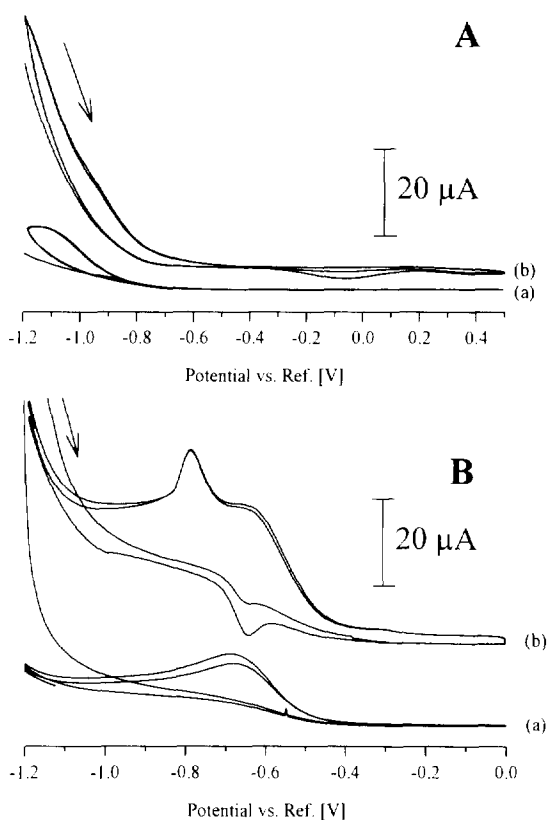 A
20 μA
(b)
(a)
-1.2 -1.0 -0.8 -0.6 -0.4 -0.2 0.0 0.2 0.4
Potential vs. Ref. [V]
B
20 μA
(b)
(a)
-1.2 -1.0 -0.8 -0.6 -0.4 -0.2 0.0
Potential vs. Ref. [V]